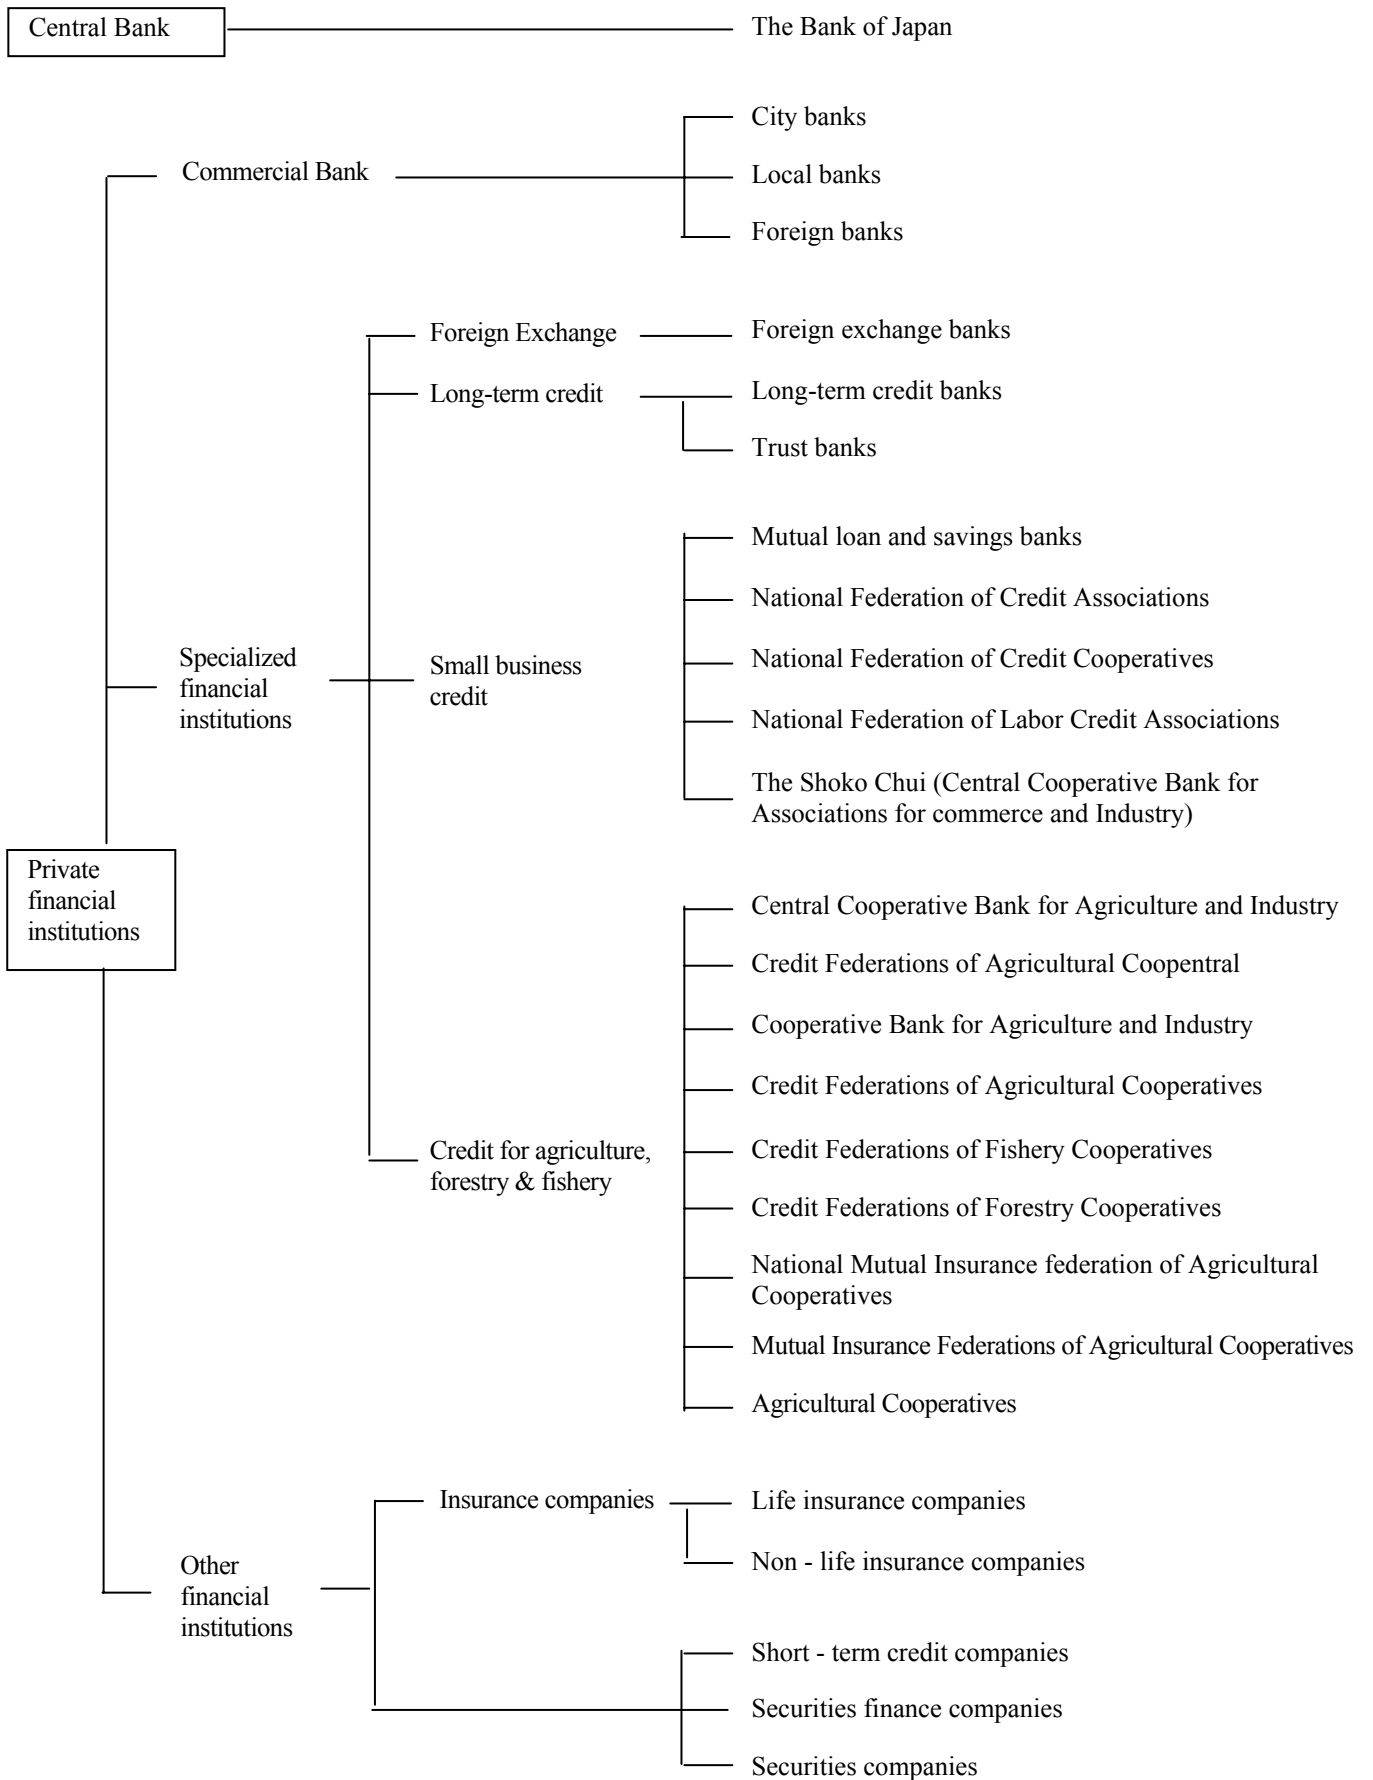 Central Bank
The Bank of Japan
Commercial Bank
City banks
Local banks
Foreign banks
Foreign Exchange
Foreign exchange banks
Long-term credit
Long-term credit banks
Trust banks
Specialized
financial
institutions
Small business
credit
Mutual loan and savings banks
National Federation of Credit Associations
National Federation of Credit Cooperatives
National Federation of Labor Credit Associations
The Shoko Chui (Central Cooperative Bank for
Associations for commerce and Industry)
Private
financial
institutions
Credit for agriculture,
forestry & fishery
Central Cooperative Bank for Agriculture and Industry
Credit Federations of Agricultural Coopentral
Cooperative Bank for Agriculture and Industry
Credit Federations of Agricultural Cooperatives
Credit Federations of Fishery Cooperatives
Credit Federations of Forestry Cooperatives
National Mutual Insurance federation of Agricultural
Cooperatives
Mutual Insurance Federations of Agricultural Cooperatives
Agricultural Cooperatives
Other
financial
institutions
Insurance companies
Life insurance companies
Non - life insurance companies
Short - term credit companies
Securities finance companies
Securities companies